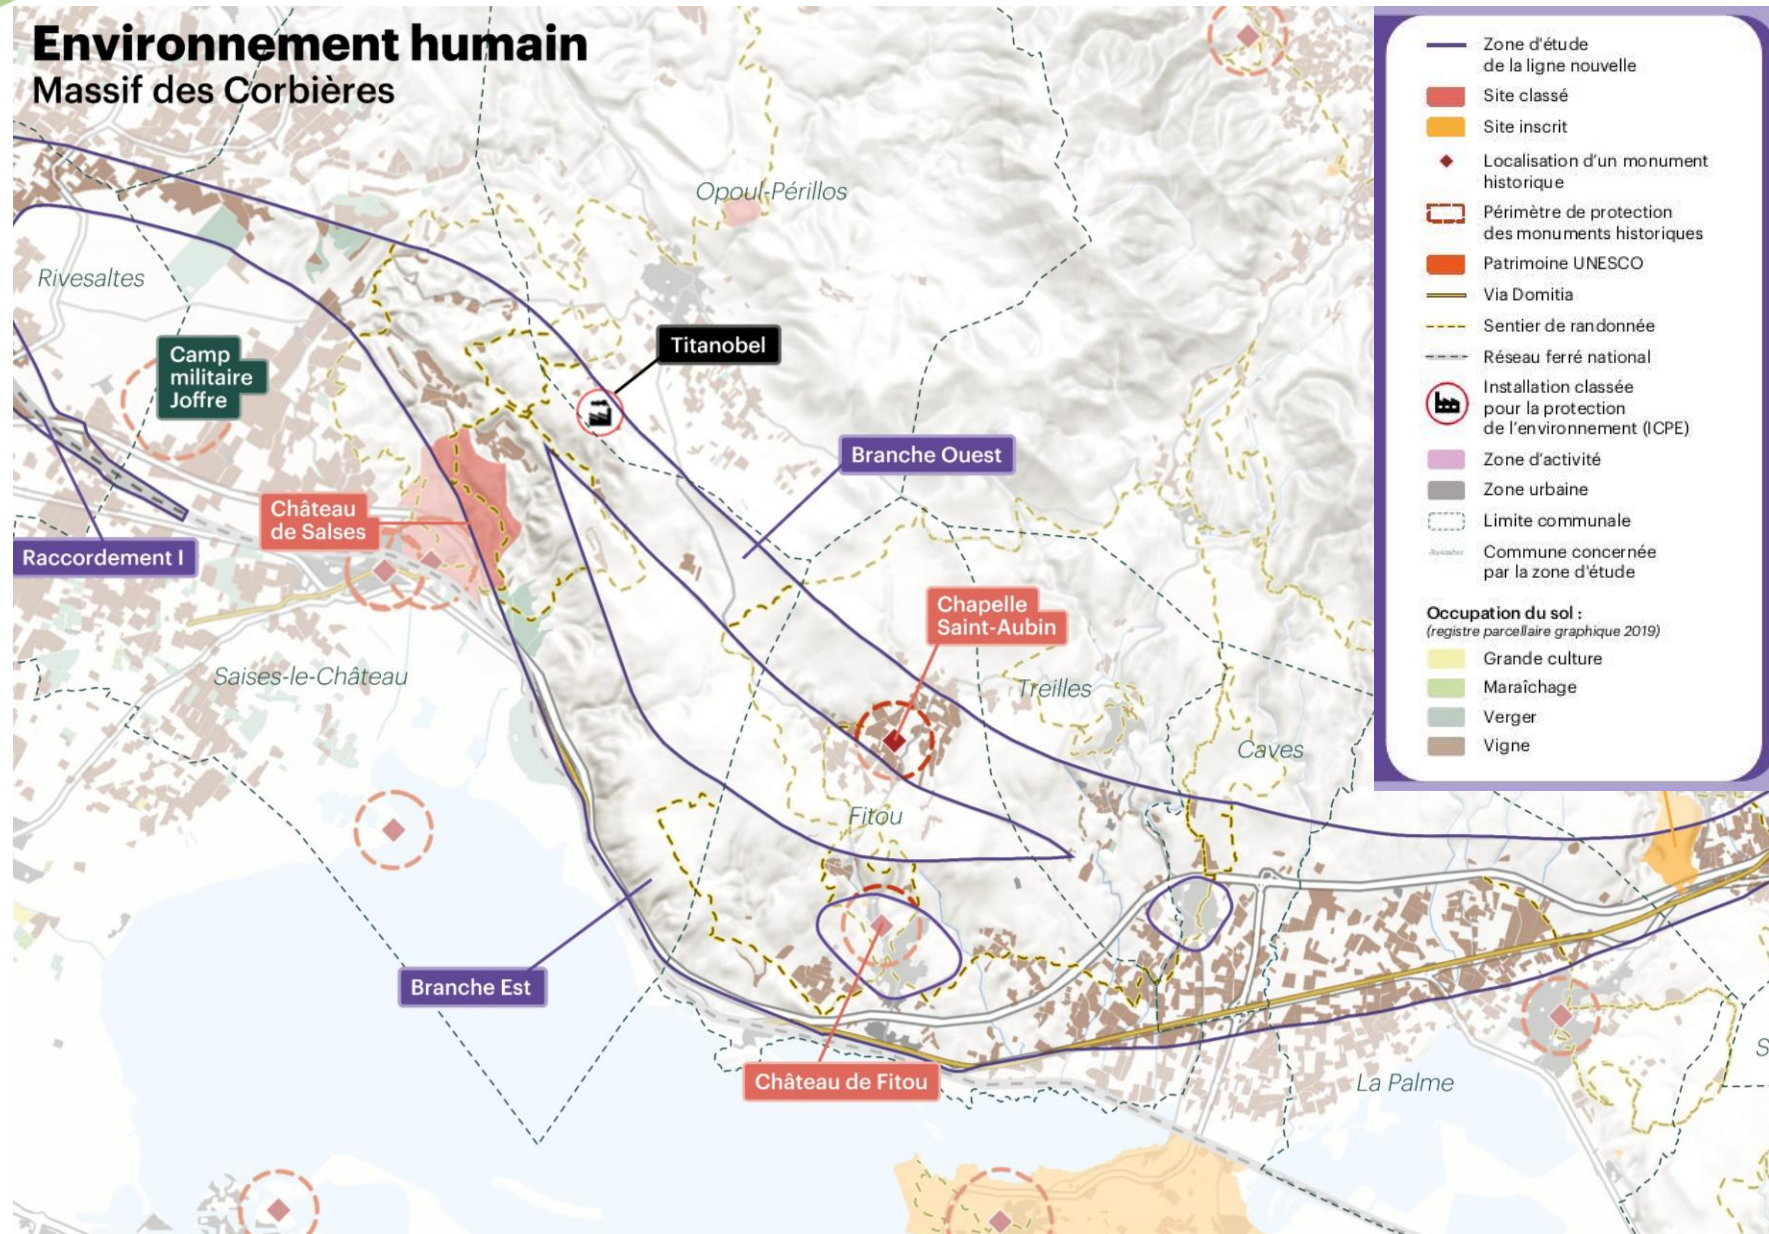 Environnement humain
Massif des Corbières
Opoul-Périllos
Rivesaltes
Camp
militaire
Joffre
Titanobel
Branche Ouest
Château
de Salses
Raccordement I
Chapelle
Saint-Aubin
Saises-le-Château
Treilles
Caves
Fitou
Branche Est
Château de Fitou
La Palme
S
Zone d'étude
de la ligne nouvelle
Site classé
Site inscrit
Localisation d'un monument
historique
Périmètre de protection
des monuments historiques
Patrimoine UNESCO
Via Domitia
Sentier de randonnée
Réseau ferré national
Installation classée
pour la protection
de l'environnement (ICPE)
Zone d'activité
Zone urbaine
Limite communale
Rivesaltes
Commune concernée
par la zone d'étude
Occupation du sol :
(registre parcellaire graphique 2019)
Grande culture
Maraîchage
Verger
Vigne